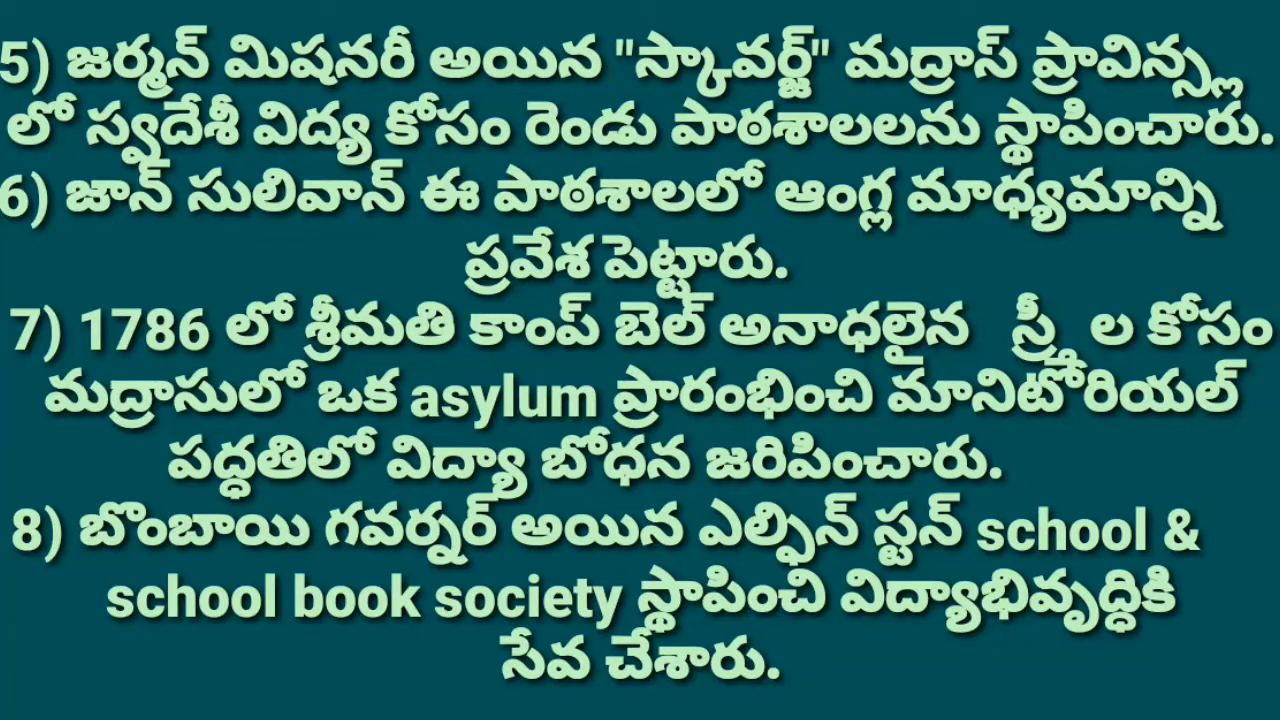 5) జర్మన్ మిషనరీ అయిన "స్కావర్జ్" మద్రాస్ ప్రావిన్స్ల
లో స్వదేశీ విద్య కోసం రెండు పాఠశాలలను స్థాపించారు.
6) జాన్ సులివాన్ ఈ పాఠశాలలో ఆంగ్ల మాధ్యమాన్ని
ప్రవేశ పెట్టారు.
7) 1786 లో శ్రీమతి కాంప్ బెల్ అనాధలైన స్త్రీ ల కోసం
మద్రాసులో ఒక asylum ప్రారంభించి మానిటోరియల్
పద్ధతిలో విద్యా బోధన జరిపించారు.
8) బొంబాయి గవర్నర్ అయిన ఎల్ఫిన్ స్టన్ school &
school book society స్థాపించి విద్యాభివృద్ధికి
సేవ చేశారు.